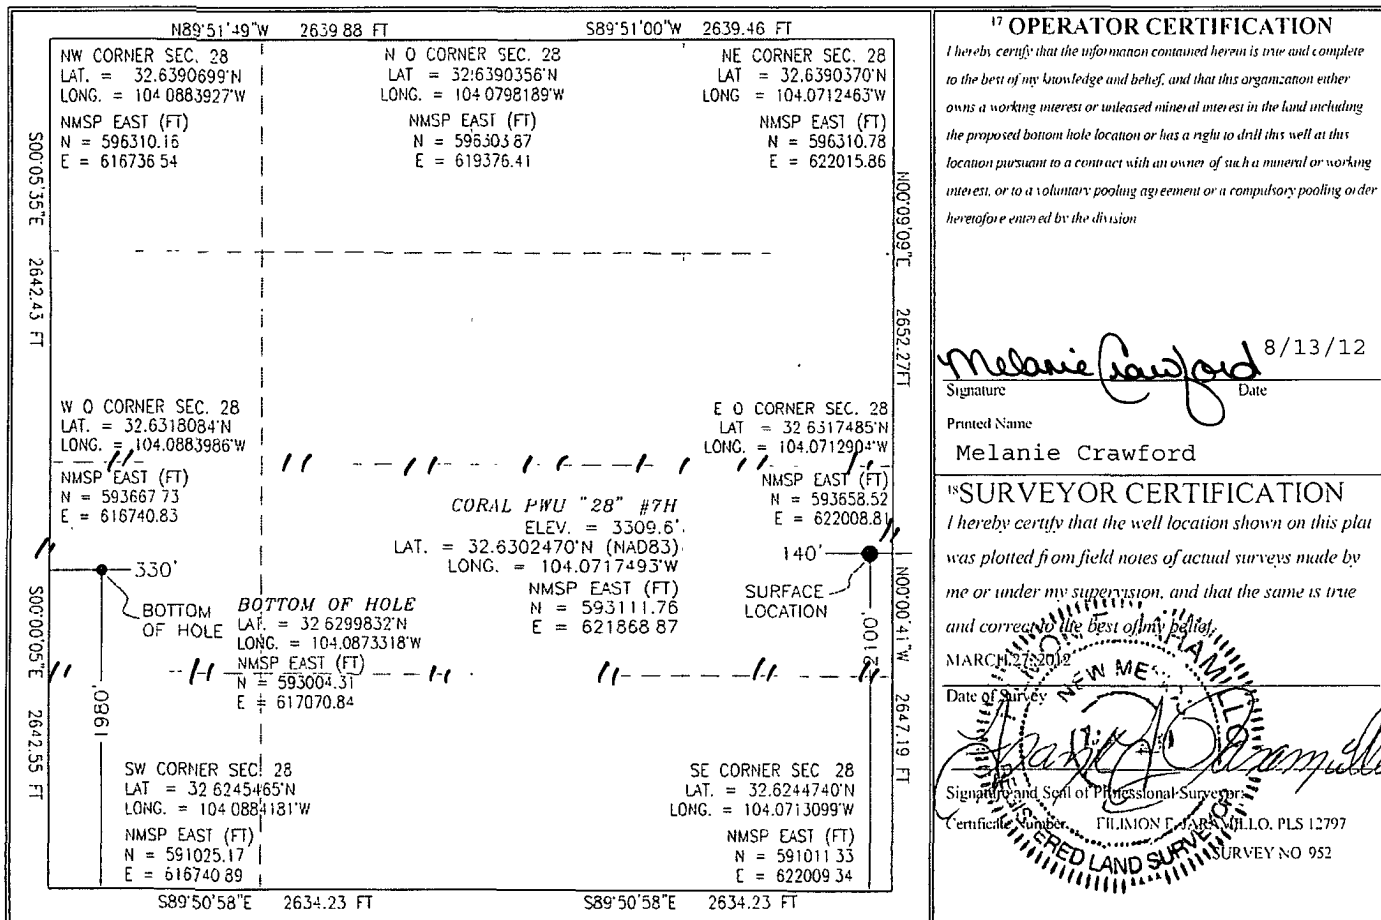 N89°51'49"W 2639 88 FT
S89°51'00"W 2639.46 FT
NW CORNER SEC. 28
LAT. = 32.6390699°N
LONG. = 104 0883927°W
NMSP EAST (FT)
N = 596310.16
E = 616736 54
N Q CORNER SEC. 28
LAT = 32.6390356°N
LONG. = 104 0798189°W
NMSP EAST (FT)
N = 596303 87
E = 619376.41
NE CORNER SEC. 28
LAT = 32.6390370°N
LONG = 104.0712463°W
NMSP EAST (FT)
N = 596310.78
E = 622015.86
S00°05'35"E 2642.43 FT
N00°09'09"E 2652.27FT
W Q CORNER SEC. 28
LAT. = 32.6318084°N
LONG. = 104.0883986°W
NMSP EAST (FT)
N = 593667 73
E = 616740.83
E Q CORNER SEC. 28
LAT = 32 6317485°N
LONG. = 104.0712904°W
NMSP EAST (FT)
N = 593658.52
E = 622008.81
CORAL PWU "28" #7H
ELEV. = 3309.6'
LAT. = 32.6302470°N (NAD83)
LONG. = 104.0717493°W
NMSP EAST (FT)
N = 593111.76
E = 621868 87
140'
SURFACE
LOCATION
330'
BOTTOM
OF HOLE
BOTTOM OF HOLE
LAT. = 32 6299832°N
LONG. = 104.0873318°W
NMSP EAST (FT)
N = 593004.31
E = 617070.84
S00°00'05"E 2642.55 FT
1980'
2100'
N00°00'41"W 2647.19 FT
SW CORNER SEC. 28
LAT = 32 6245465°N
LONG. = 104 0884181°W
NMSP EAST (FT)
N = 591025.17
E = 616740 89
SE CORNER SEC 28
LAT. = 32.6244740°N
LONG. = 104.0713099°W
NMSP EAST (FT)
N = 591011 33
E = 622009 34
S89°50'58"E 2634.23 FT
S89°50'58"E 2634.23 FT
17 OPERATOR CERTIFICATION
I hereby certify that the information contained herein is true and complete
to the best of my knowledge and belief, and that this organization either
owns a working interest or unleased mineral interest in the land including
the proposed bottom hole location or has a right to drill this well at this
location pursuant to a contract with an owner of such a mineral or working
interest, or to a voluntary pooling agreement or a compulsory pooling order
heretofore entered by the division
Melanie Crawford 8/13/12
Signature Date
Printed Name
Melanie Crawford
18 SURVEYOR CERTIFICATION
I hereby certify that the well location shown on this plat
was plotted from field notes of actual surveys made by
me or under my supervision, and that the same is true
and correct to the best of my belief.
MARCH 27, 2012
Date of Survey
Signature and Seal of Professional Surveyor:
Certificate Number. FILIMON F. JARAMILLO, PLS 12797
SURVEY NO 952
JARAMILLO
NEW MEXICO
REGISTERED LAND SURVEYOR